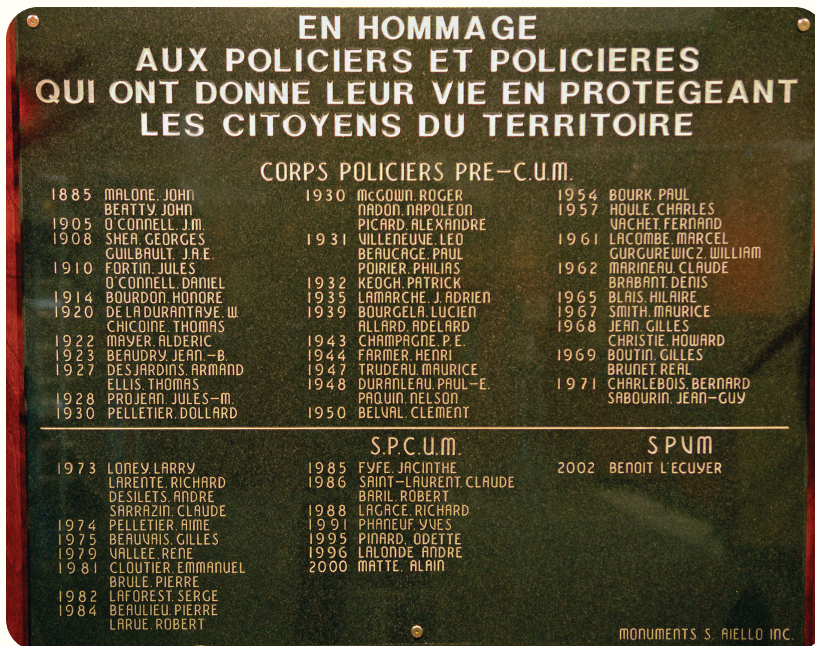 EN HOMMAGE
AUX POLICIERS ET POLICIERES
QUI ONT DONNE LEUR VIE EN PROTEGEANT
LES CITOYENS DU TERRITOIRE
CORPS POLICIERS PRE-C.U.M.
1885 MALONE, JOHN
BEATTY, JOHN
1905 O'CONNELL, J.M.
1908 SHEA, GEORGES
GUILBAULT, J.A.E.
1910 FORTIN, JULES
O'CONNELL, DANIEL
1914 BOURDON, HONORE
1920 DE LA DURANTAYE, W.
CHICOINE, THOMAS
1922 MAYER, ALDERIC
1923 BEAUDRY, JEAN-B.
1927 DESJARDINS, ARMAND
ELLIS, THOMAS
1928 PROJEAN, JULES-M.
1930 PELLETIER, DOLLARD
1930 McGOWN, ROGER
NADON, NAPOLEON
PICARD, ALEXANDRE
1931 VILLENEUVE, LEO
BEAUCAGE, PAUL
POIRIER, PHILIAS
1932 KEOGH, PATRICK
1935 LAMARCHE, J. ADRIEN
1939 BOURGELA, LUCIEN
ALLARD, ADELARD
1943 CHAMPAGNE, P.E.
1944 FARMER, HENRI
1947 TRUDEAU, MAURICE
1948 DURANLEAU, PAUL-E.
PAQUIN, NELSON
1950 BELVAL, CLEMENT
1954 BOURK, PAUL
1957 HOULE, CHARLES
VACHET, FERNAND
1961 LACOMBE, MARCEL
GURGUREWICZ, WILLIAM
1962 MARINEAU, CLAUDE
BRABANT, DENIS
1965 BLAIS, HILAIRE
1967 SMITH, MAURICE
1968 JEAN, GILLES
CHRISTIE, HOWARD
1969 BOUTIN, GILLES
BRUNET, REAL
1971 CHARLEBOIS, BERNARD
SABOURIN, JEAN-GUY
S.P.C.U.M.
1973 LONEY, LARRY
LARENTE, RICHARD
DESILETS, ANDRE
SARRAZIN, CLAUDE
1974 PELLETIER, AIME
1975 BEAUVAIS, GILLES
1979 VALLEE, RENE
1981 CLOUTIER, EMMANUEL
BRULE, PIERRE
1982 LAFOREST, SERGE
1984 BEAULIEU, PIERRE
LARUE, ROBERT
1985 FYFE, JACINTHE
1986 SAINT-LAURENT, CLAUDE
BARIL, ROBERT
1988 LAGACE, RICHARD
1991 PHANEUF, YVES
1995 PINARD, ODETTE
1996 LALONDE, ANDRE
2000 MATTE, ALAIN
SPVM
2002 BENOIT L'ECUYER
MONUMENTS S. AIELLO INC.